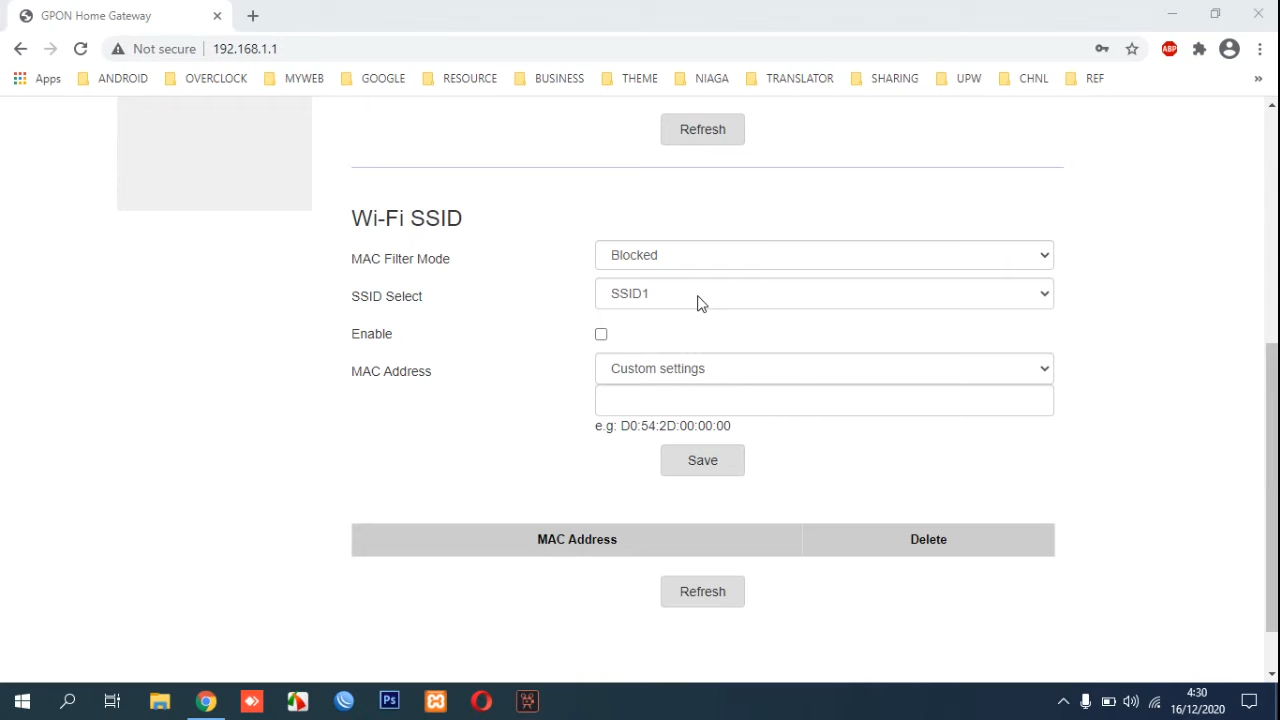 GPON Home Gateway
Not secure 192.168.1.1
ABP
Apps ANDROID OVERCLOCK MYWEB GOOGLE RESOURCE BUSINESS THEME NIAGA TRANSLATOR SHARING UPW CHNL REF »
Refresh
Wi-Fi SSID
MAC Filter Mode Blocked
SSID Select SSID1
Enable
MAC Address Custom settings
e.g: D0:54:2D:00:00:00
Save
MAC Address Delete
Refresh
Ps
4:30
16/12/2020